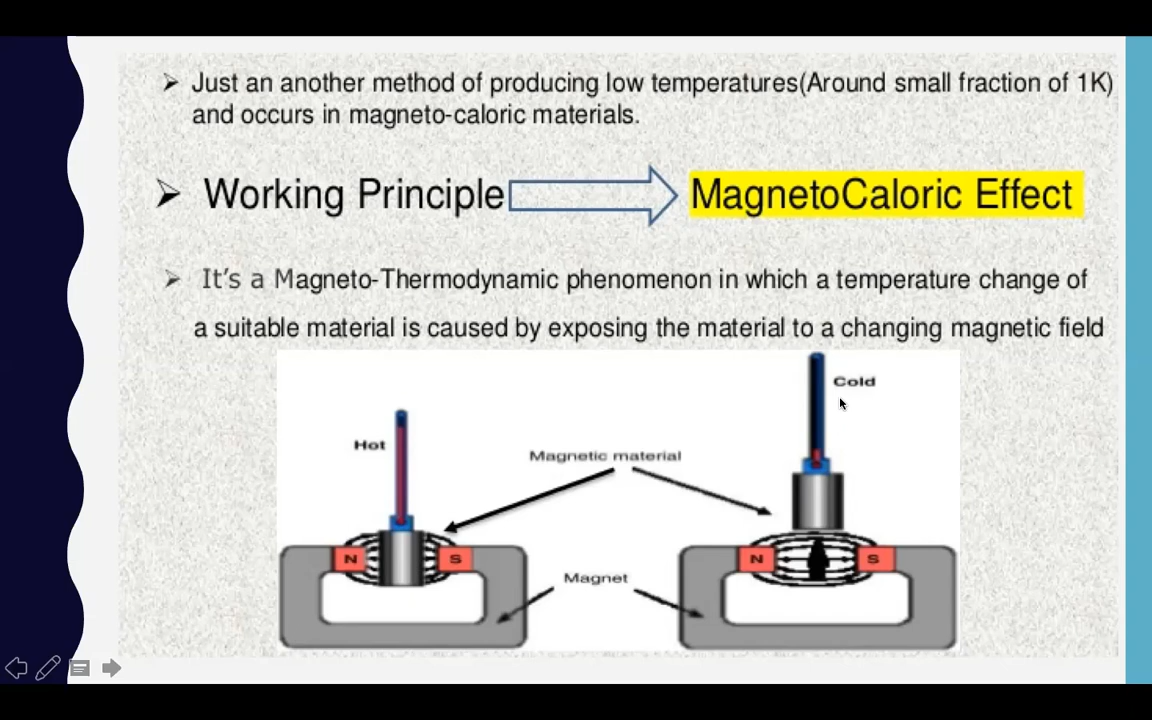 Just an another method of producing low temperatures(Around small fraction of 1K)
and occurs in magneto-caloric materials.
Working Principle MagnetoCaloric Effect
It's a Magneto-Thermodynamic phenomenon in which a temperature change of
a suitable material is caused by exposing the material to a changing magnetic field
Cold
Hot
Magnetic material
N S N S
Magnet